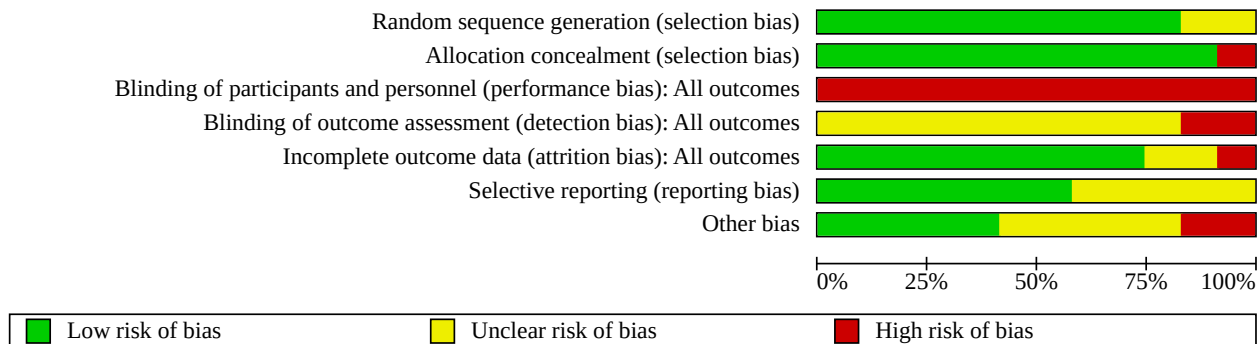 Random sequence generation (selection bias)
Allocation concealment (selection bias)
Blinding of participants and personnel (performance bias): All outcomes
Blinding of outcome assessment (detection bias): All outcomes
Incomplete outcome data (attrition bias): All outcomes
Selective reporting (reporting bias)
Other bias
0% 25% 50% 75% 100%
Low risk of bias Unclear risk of bias High risk of bias